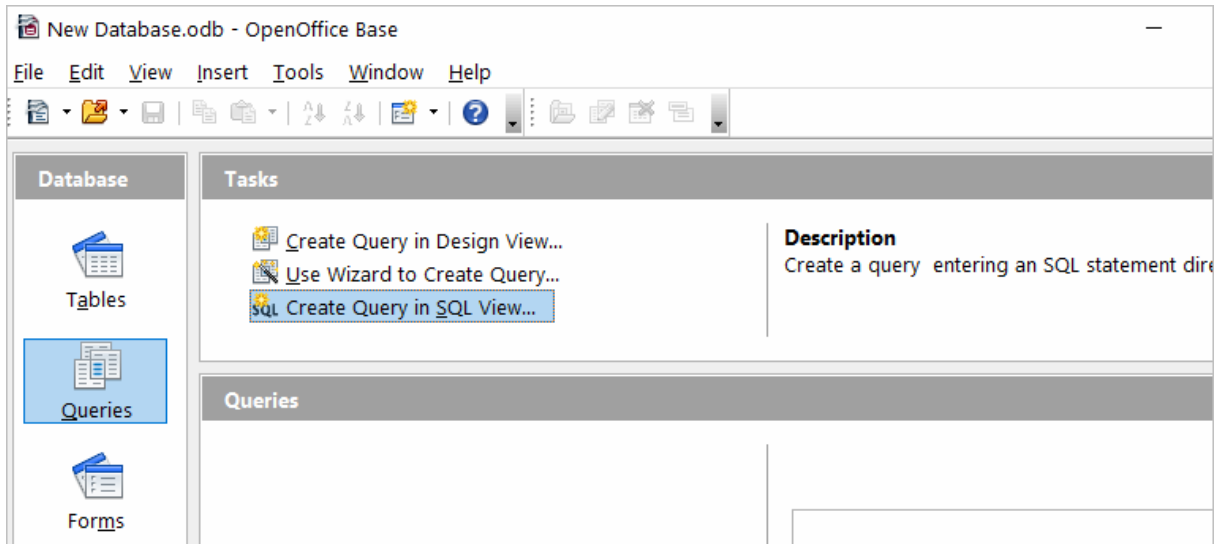 New Database.odb - OpenOffice Base
File Edit View Insert Tools Window Help
Database
Tasks
Create Query in Design View...
Use Wizard to Create Query...
SQL Create Query in SQL View...
Description
Create a query  entering an SQL statement dire
Tables
Queries
Queries
Forms